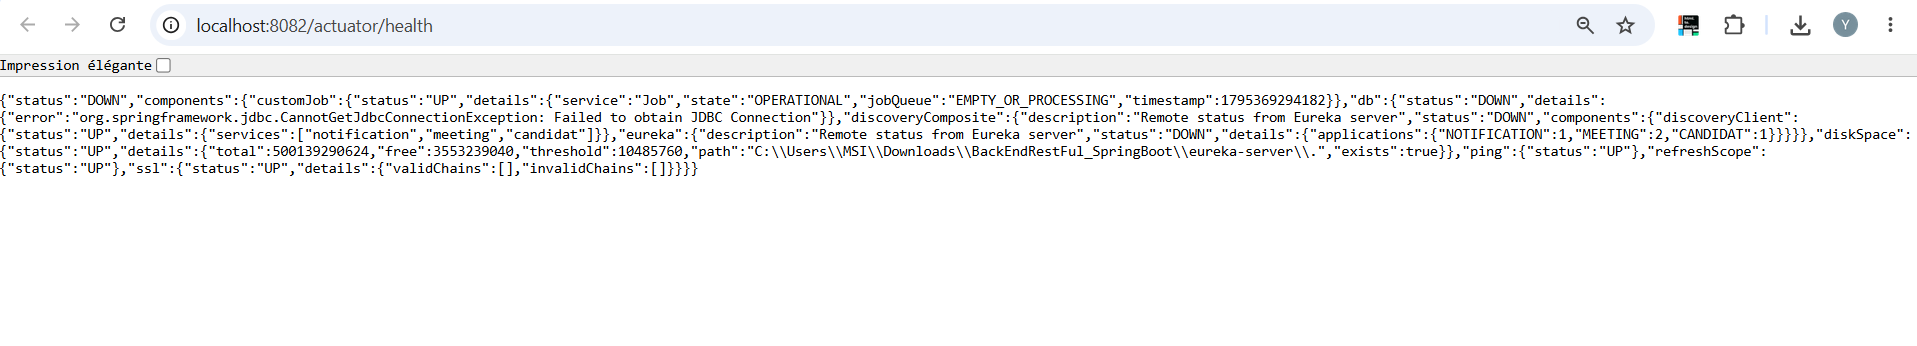 localhost:8082/actuator/health
Y
Impression élégante
{"status":"DOWN","components":{"customJob":{"status":"UP","details":{"service":"Job","state":"OPERATIONAL","jobQueue":"EMPTY_OR_PROCESSING","timestamp":1795369294182}},"db":{"status":"DOWN","details":
{"error":"org.springframework.jdbc.CannotGetJdbcConnectionException: Failed to obtain JDBC Connection"}},"discoveryComposite":{"description":"Remote status from Eureka server","status":"DOWN","components":{"discoveryClient":
{"status":"UP","details":{"services":["notification","meeting","candidat"]}},"eureka":{"description":"Remote status from Eureka server","status":"DOWN","details":{"applications":{"NOTIFICATION":1,"MEETING":2,"CANDIDAT":1}}}}},"diskSpace":
{"status":"UP","details":{"total":500139290624,"free":3553239040,"threshold":10485760,"path":"C:\\Users\\MSI\\Downloads\\BackEndRestFul_SpringBoot\\eureka-server\\.","exists":true}},"ping":{"status":"UP"},"refreshScope":
{"status":"UP"},"ssl":{"status":"UP","details":{"validChains":[],"invalidChains":[]}}}}